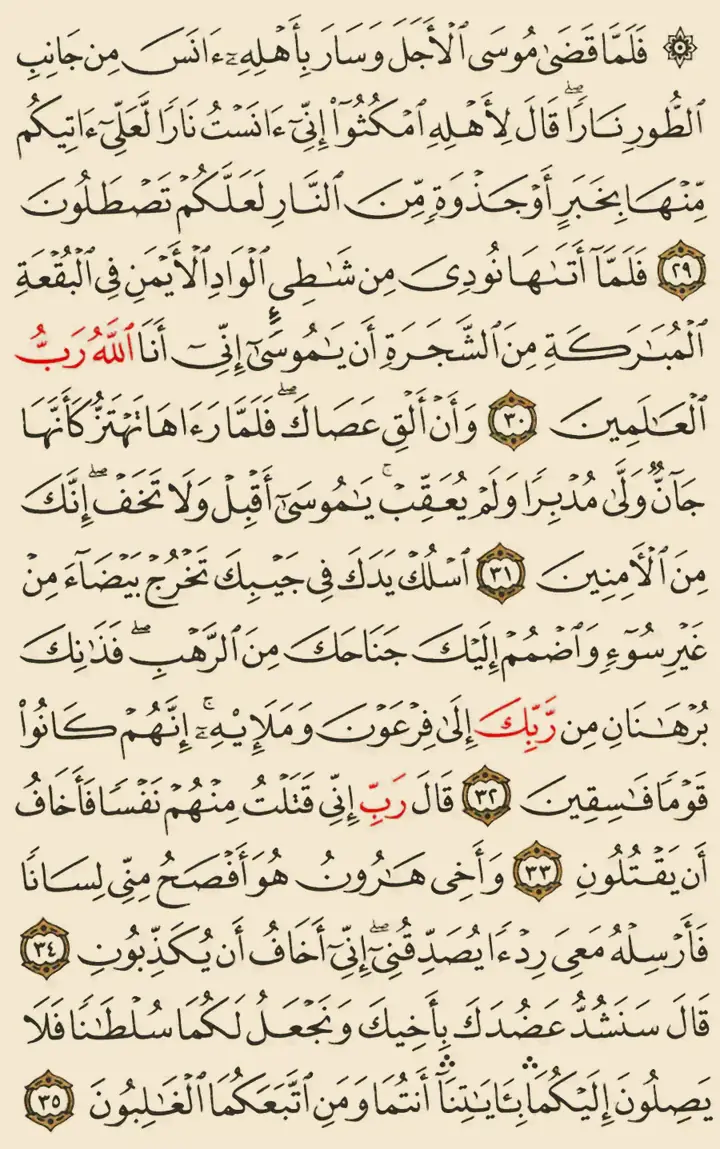 ۞ فَلَمَّا قَضَىٰ مُوسَى ٱلْأَجَلَ وَسَارَ بِأَهْلِهِۦٓ ءَانَسَ مِن جَانِبِ
ٱلطُّورِ نَارًۭا ۖ قَالَ لِأَهْلِهِ ٱمْكُثُوٓا۟ إِنِّىٓ ءَانَسْتُ نَارًۭا لَّعَلِّىٓ ءَاتِيكُم
مِّنْهَا بِخَبَرٍ أَوْ جَذْوَةٍۢ مِّنَ ٱلنَّارِ لَعَلَّكُمْ تَصْطَلُونَ
٢٩ فَلَمَّآ أَتَىٰهَا نُودِىَ مِن شَـٰطِئِ ٱلْوَادِ ٱلْأَيْمَنِ فِى ٱلْبُقْعَةِ
ٱلْمُبَـٰرَكَةِ مِنَ ٱلشَّجَرَةِ أَن يَـٰمُوسَىٰٓ إِنِّىٓ أَنَا ٱللَّهُ رَبُّ
ٱلْعَـٰلَمِينَ ٣٠ وَأَنْ أَلْقِ عَصَاكَ ۖ فَلَمَّا رَءَاهَا تَهْتَزُّ كَأَنَّهَا
جَآنٌّۭ وَلَّىٰ مُدْبِرًۭا وَلَمْ يُعَقِّبْ ۚ يَـٰمُوسَىٰٓ أَقْبِلْ وَلَا تَخَفْ ۖ إِنَّكَ
مِنَ ٱلْـَٔامِنِينَ ٣١ ٱسْلُكْ يَدَكَ فِى جَيْبِكَ تَخْرُجْ بَيْضَآءَ مِنْ
غَيْرِ سُوٓءٍۢ وَٱضْمُمْ إِلَيْكَ جَنَاحَكَ مِنَ ٱلرَّهْبِ ۖ فَذَٰنِكَ
بُرْهَـٰنَانِ مِن رَّبِّكَ إِلَىٰ فِرْعَوْنَ وَمَلَإِي۟هِۦٓ ۚ إِنَّهُمْ كَانُوا۟
قَوْمًۭا فَـٰسِقِينَ ٣٢ قَالَ رَبِّ إِنِّى قَتَلْتُ مِنْهُمْ نَفْسًۭا فَأَخَافُ
أَن يَقْتُلُونِ ٣٣ وَأَخِى هَـٰرُونُ هُوَ أَفْصَحُ مِنِّى لِسَانًۭا
فَأَرْسِلْهُ مَعِىَ رِدْءًۭا يُصَدِّقُنِىٓ ۖ إِنِّىٓ أَخَافُ أَن يُكَذِّبُونِ ٣٤
قَالَ سَنَشُدُّ عَضُدَكَ بِأَخِيكَ وَنَجْعَلُ لَكُمَا سُلْطَـٰنًۭا فَلَا
يَصِلُونَ إِلَيْكُمَا ۛ بِـَٔايَـٰتِنَآ ۛ أَنتُمَا وَمَنِ ٱتَّبَعَكُمَا ٱلْغَـٰلِبُونَ ٣٥